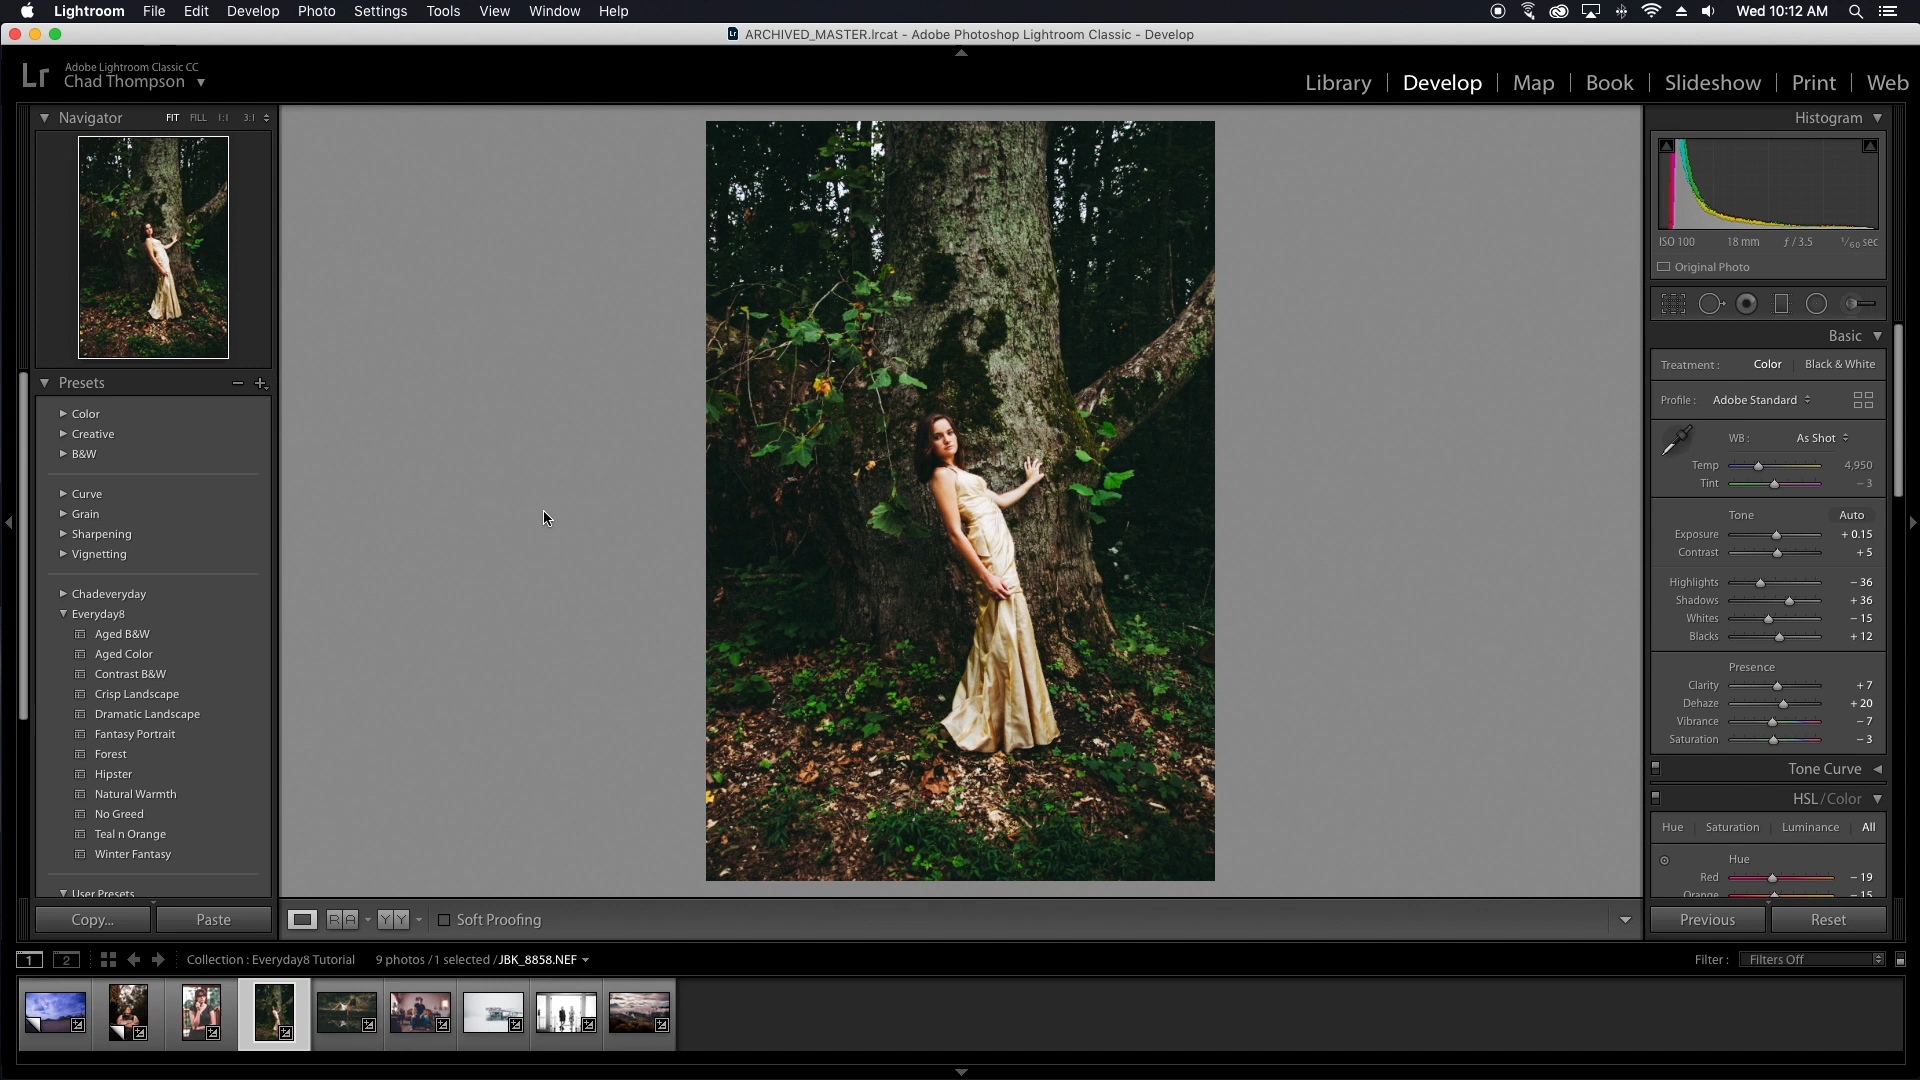 Lightroom File Edit Develop Photo Settings Tools View Window Help Wed 10:12 AM
ARCHIVED_MASTER.lrcat - Adobe Photoshop Lightroom Classic - Develop
Lr Adobe Lightroom Classic CC
Chad Thompson
Library | Develop | Map | Book | Slideshow | Print | Web
Navigator FIT FILL 1:1 3:1
Presets
Color
Creative
B&W
Curve
Grain
Sharpening
Vignetting
Chadeveryday
Everyday8
Aged B&W
Aged Color
Contrast B&W
Crisp Landscape
Dramatic Landscape
Fantasy Portrait
Forest
Hipster
Natural Warmth
No Greed
Teal n Orange
Winter Fantasy
User Presets
Copy... Paste
R A Y Y Soft Proofing
Histogram
ISO 100 18 mm ƒ / 3.5 1/60 sec
Original Photo
Basic
Treatment : Color | Black & White
Profile : Adobe Standard
WB : As Shot
Temp 4,950
Tint – 3
Tone Auto
Exposure + 0.15
Contrast + 5
Highlights – 36
Shadows + 36
Whites – 15
Blacks + 12
Presence
Clarity + 7
Dehaze + 20
Vibrance – 7
Saturation – 3
Tone Curve
HSL / Color
Hue | Saturation | Luminance | All
Hue
Red – 19
Orange – 15
Previous Reset
1 2 Collection : Everyday8 Tutorial 9 photos / 1 selected / JBK_8858.NEF Filter : Filters Off